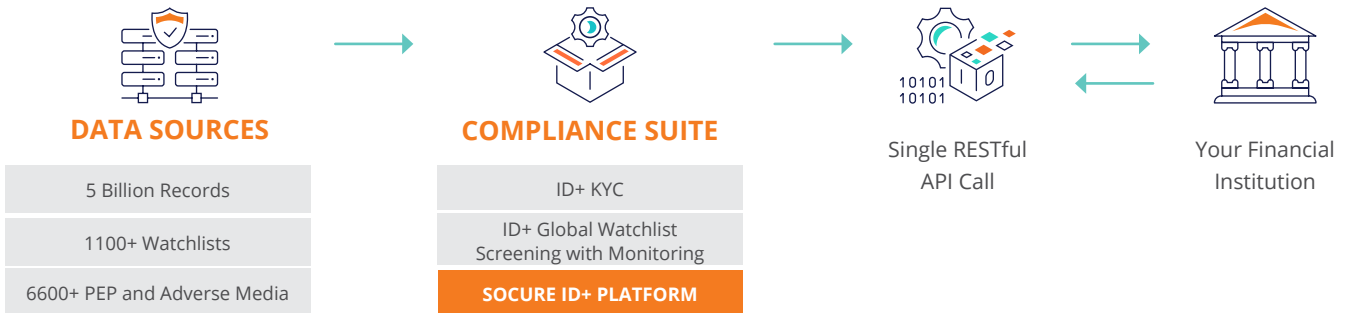 DATA SOURCES
5 Billion Records
1100+ Watchlists
6600+ PEP and Adverse Media
COMPLIANCE SUITE
ID+ KYC
ID+ Global Watchlist
Screening with Monitoring
SOCURE ID+ PLATFORM
10101
10101
10
Single RESTful
API Call
Your Financial
Institution